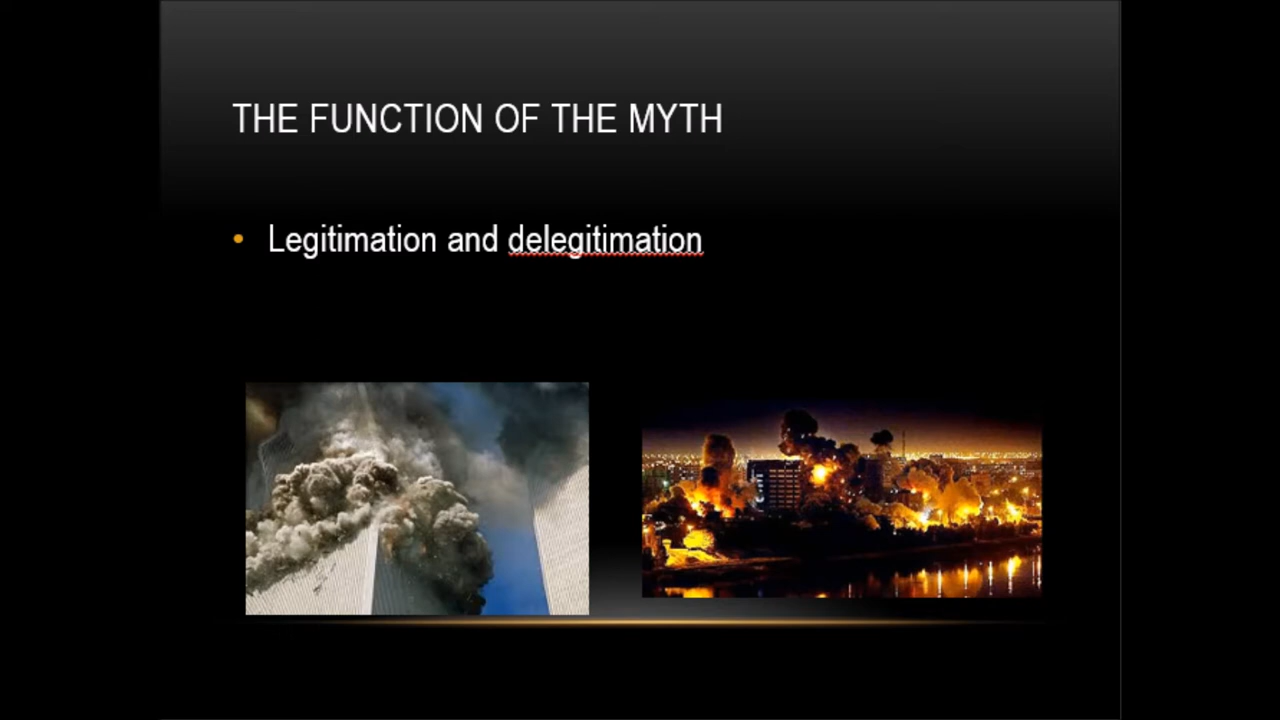 THE FUNCTION OF THE MYTH
• Legitimation and delegitimation